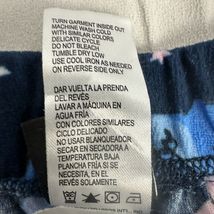 TURN GARMENT INSIDE OUT
MACHINE WASH COLD
WITH SIMILAR COLORS
DELICATE CYCLE
DO NOT BLEACH
TUMBLE DRY LOW
USE COOL IRON AS NEEDED
ON REVERSE SIDE ONLY
DAR VUELTA LA PRENDA
DEL REVÉS
LAVAR A MÁQUINA EN
AGUA FRÍA
CON COLORES SIMILARES
CICLO DELICADO
NO USAR BLANQUEADOR
SECAR EN SECADORA A
TEMPERATURA BAJA
PLANCHA FRÍA SI SE
NECESITA, EN EL
REVÉS SOLAMENTE
INT'L, INC